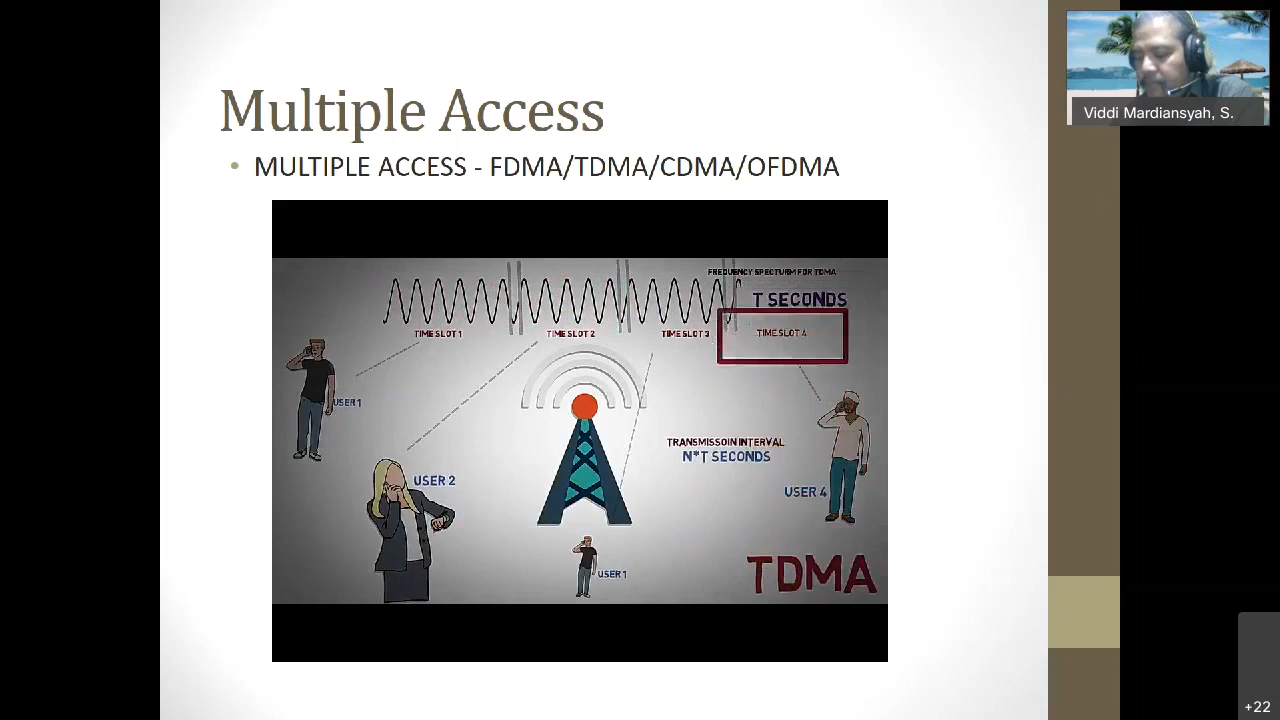 Multiple Access
• MULTIPLE ACCESS - FDMA/TDMA/CDMA/OFDMA
FREQUENCY SPECTURM FOR TDMA
T SECONDS
TIME SLOT 1
TIME SLOT 2
TIME SLOT 3
TIME SLOT 4
USER 1
TRANSMISSOIN INTERVAL
N*T SECONDS
USER 2
USER 4
USER 1
TDMA
Viddi Mardiansyah, S.
+22